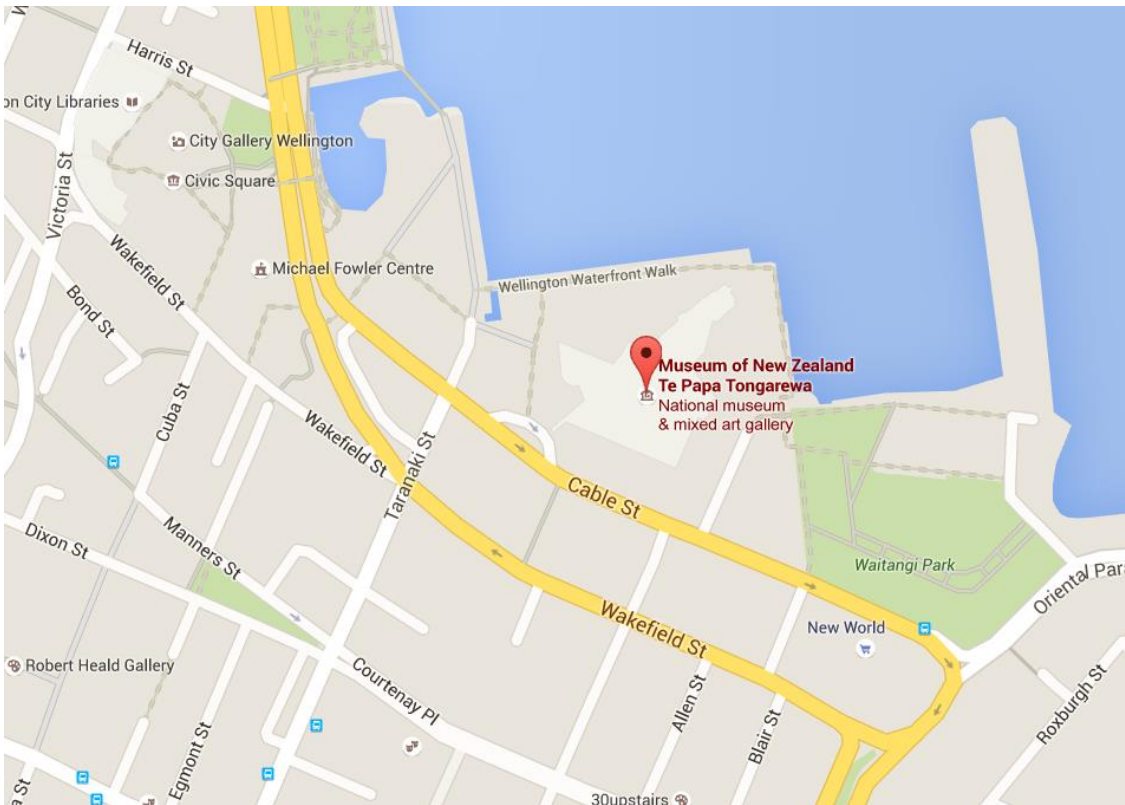 Harris St
on City Libraries
City Gallery Wellington
Civic Square
Victoria St
Wakefield St
Michael Fowler Centre
Wellington Waterfront Walk
Bond St
Museum of New Zealand
Te Papa Tongarewa
National museum
& mixed art gallery
Cuba St
Wakefield St
Taranaki St
Cable St
Manners St
Dixon St
Waitangi Park
Oriental Para
Wakefield St
New World
Robert Heald Gallery
Courtenay Pl
Allen St
Blair St
Roxburgh St
Egmont St
a St
30upstairs